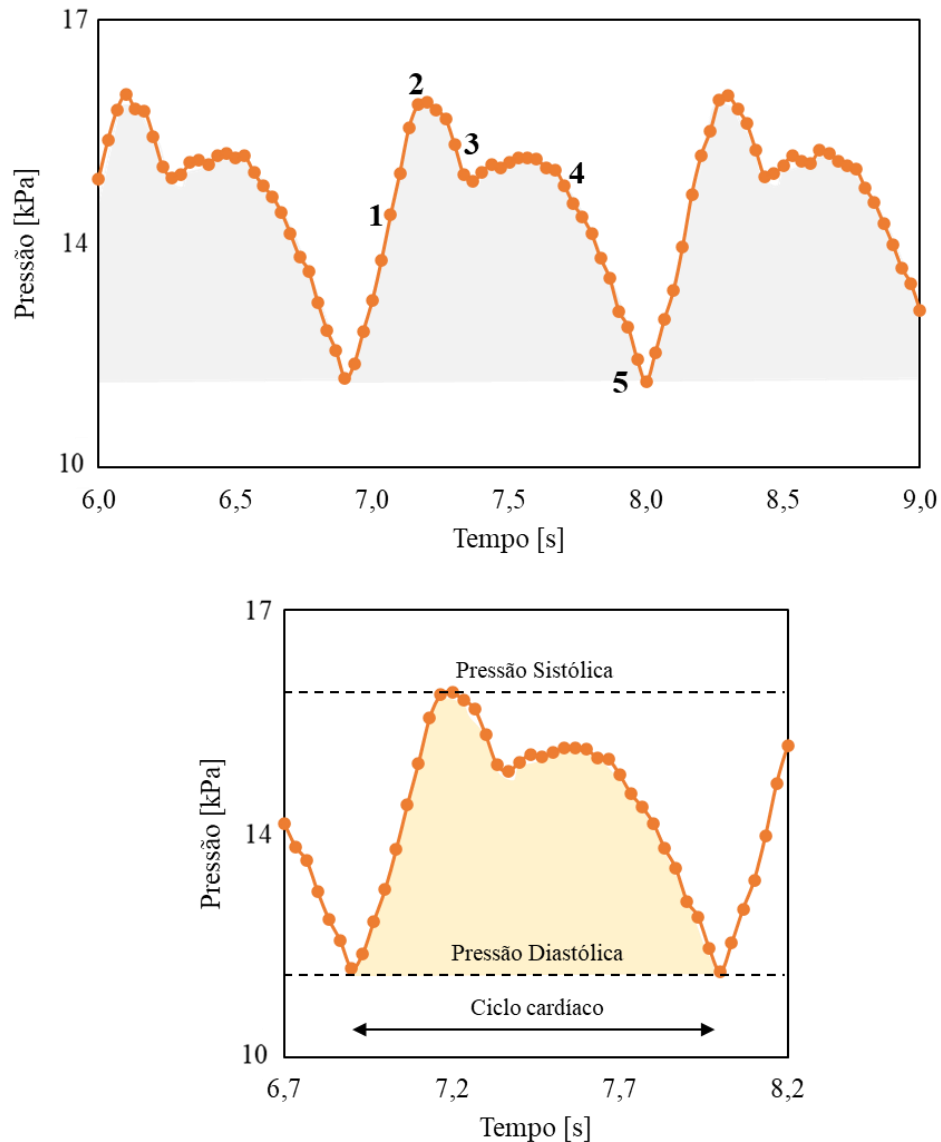 17
2
3
4
1
14
Pressão [kPa]
5
10
6,0 6,5 7,0 7,5 8,0 8,5 9,0
Tempo [s]
17
Pressão Sistólica
14
Pressão [kPa]
Pressão Diastólica
Ciclo cardíaco
10
6,7 7,2 7,7 8,2
Tempo [s]